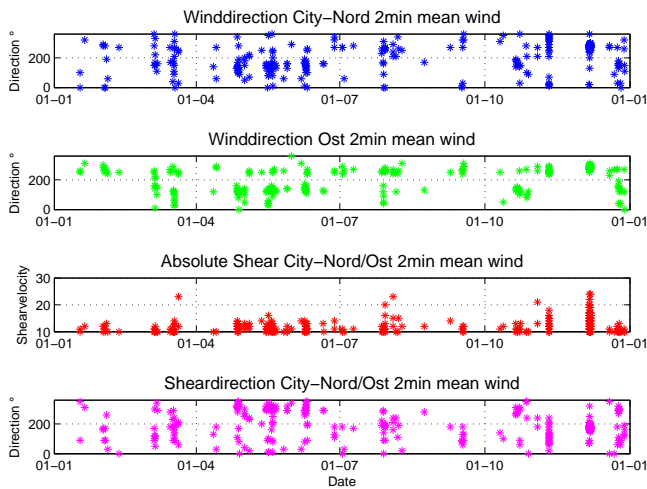 Winddirection City−Nord 2min mean wind
Direction °
200
0
01−01 01−04 01−07 01−10 01−01
Winddirection Ost 2min mean wind
Direction °
200
0
01−01 01−04 01−07 01−10 01−01
Absolute Shear City−Nord/Ost 2min mean wind
Shearvelocity
30
20
10
01−01 01−04 01−07 01−10 01−01
Sheardirection City−Nord/Ost 2min mean wind
Direction °
200
0
01−01 01−04 01−07 01−10 01−01
Date